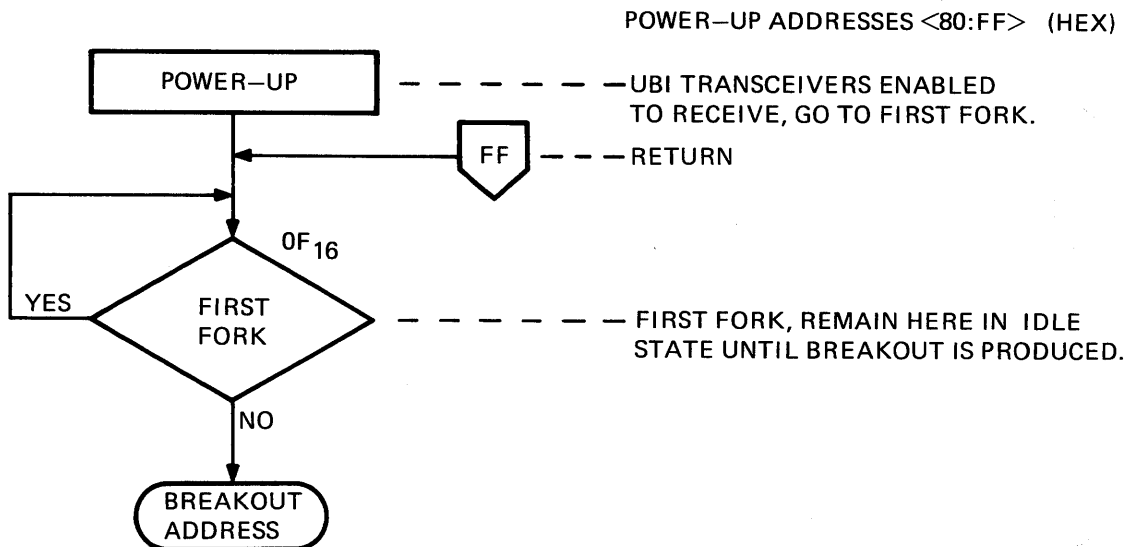 POWER–UP ADDRESSES <80:FF> (HEX)
POWER–UP
UBI TRANSCEIVERS ENABLED
TO RECEIVE, GO TO FIRST FORK.
FF
RETURN
0F16
YES
FIRST
FORK
FIRST FORK, REMAIN HERE IN IDLE
STATE UNTIL BREAKOUT IS PRODUCED.
NO
BREAKOUT
ADDRESS